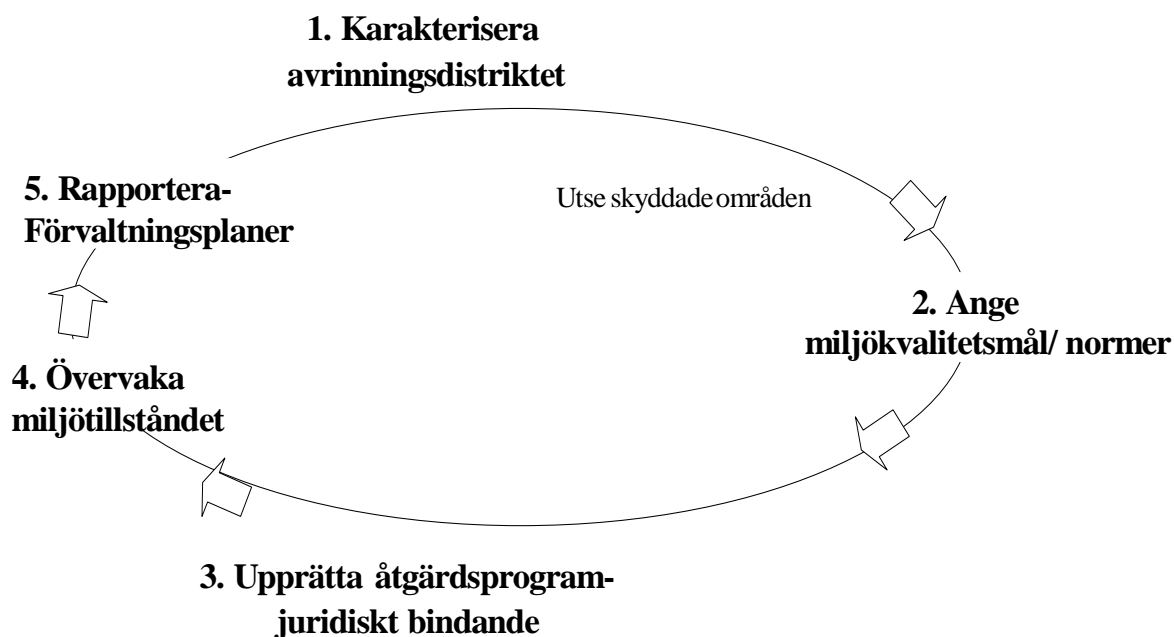 1. Karakterisera
avrinningsdistriktet
Utse skyddade områden
2. Ange
miljökvalitetsmål/ normer
3. Upprätta åtgärdsprogram-
juridiskt bindande
4. Övervaka
miljötillståndet
5. Rapportera-
Förvaltningsplaner